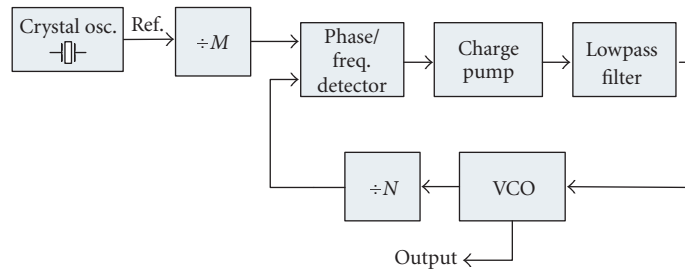 Crystal osc.
Ref.
÷M
Phase/
freq.
detector
Charge
pump
Lowpass
filter
÷N
VCO
Output